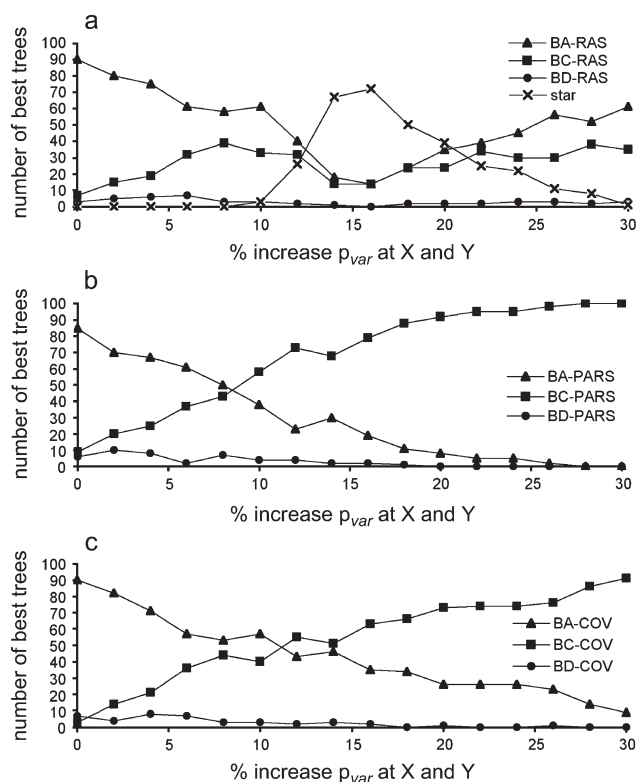 a
number of best trees
100
90
80
70
60
50
40
30
20
10
0
BA-RAS
BC-RAS
BD-RAS
star
0 5 10 15 20 25 30
% increase pvar at X and Y
b
number of best trees
100
90
80
70
60
50
40
30
20
10
0
BA-PARS
BC-PARS
BD-PARS
0 5 10 15 20 25 30
% increase pvar at X and Y
c
number of best trees
100
90
80
70
60
50
40
30
20
10
0
BA-COV
BC-COV
BD-COV
0 5 10 15 20 25 30
% increase pvar at X and Y